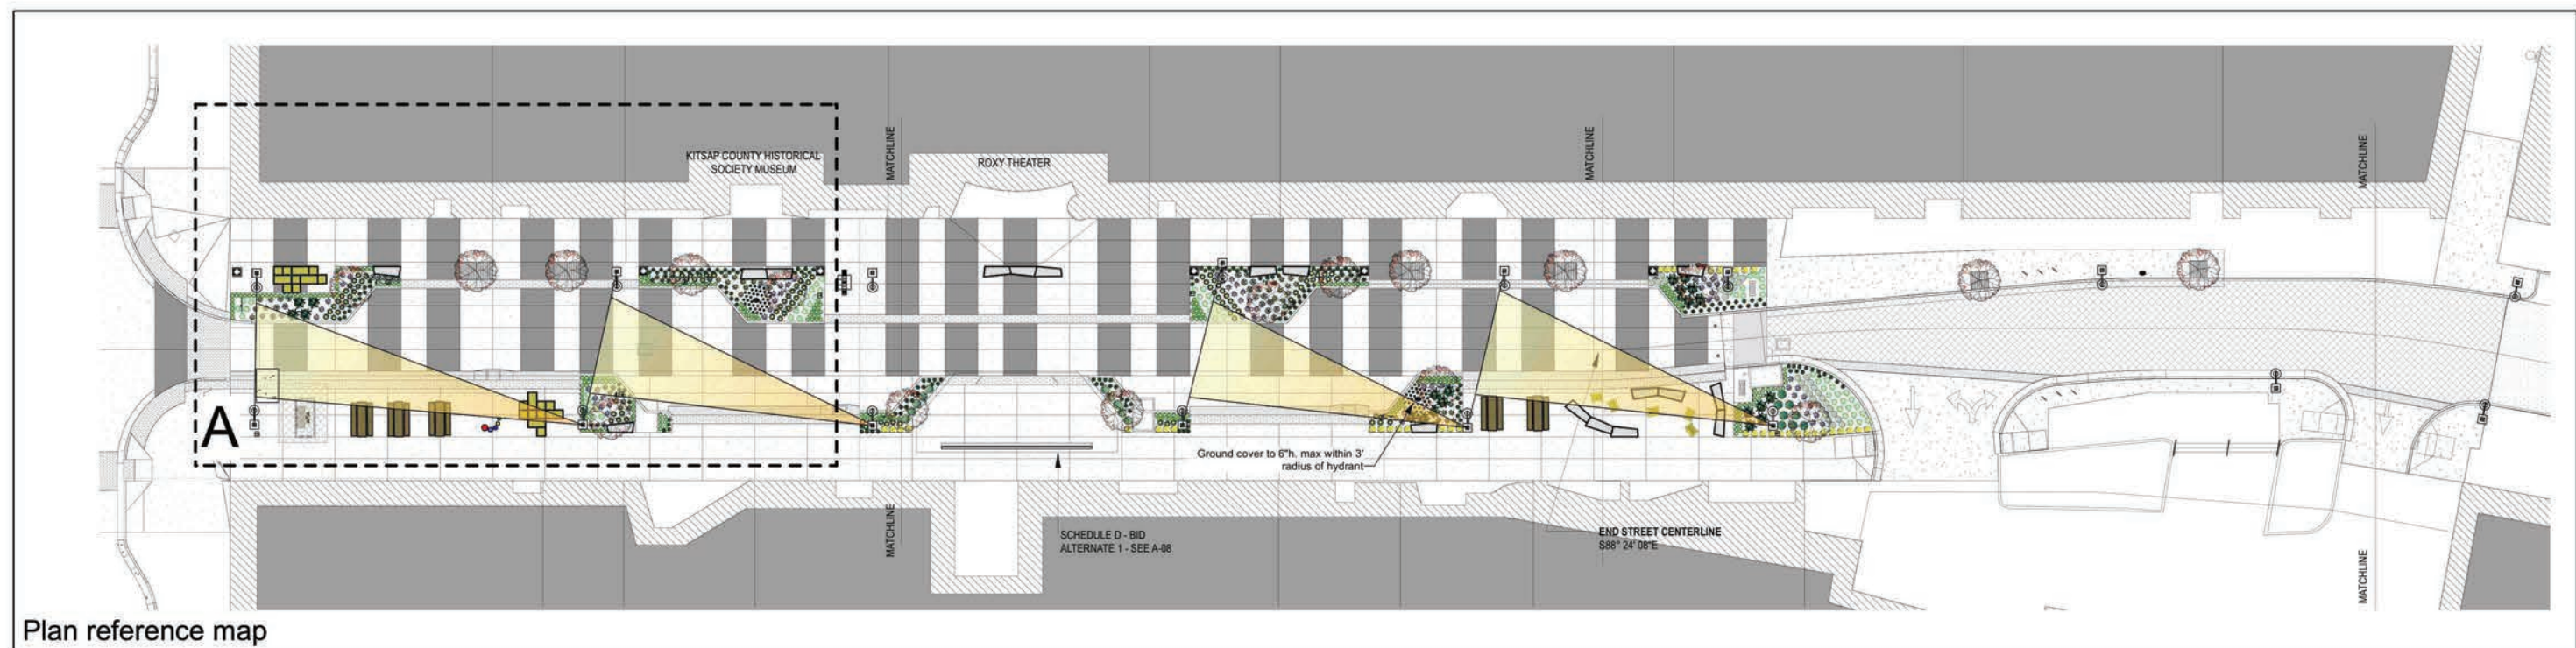 KITSAP COUNTY HISTORICAL
SOCIETY MUSEUM
MATCHLINE
ROXY THEATER
MATCHLINE
MATCHLINE
A
Ground cover to 6"h. max within 3'
radius of hydrant
MATCHLINE
SCHEDULE D - BID
ALTERNATE 1 - SEE A-08
END STREET CENTERLINE
S88° 24' 08"E
MATCHLINE
Plan reference map